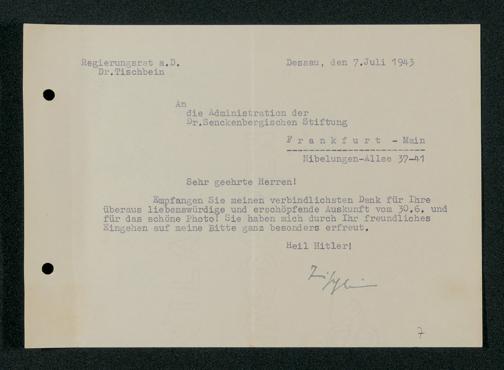 Regierungsrat a.D.
Dr.Tischbein
Dessau, den 7.Juli 1943
An
die Administration der
Dr.Senckenbergischen Stiftung
Frankfurt - Main
Nibelungen-Allee 37-41
Sehr geehrte Herren!
Empfangen Sie meinen verbindlichsten Dank für Ihre
überaus liebenswürdige und erschöpfende Auskunft vom 30.6. und
für das schöne Photo! Sie haben mich durch Ihr freundliches
Eingehen auf meine Bitte ganz besonders erfreut.
Heil Hitler!
Tischbein
7